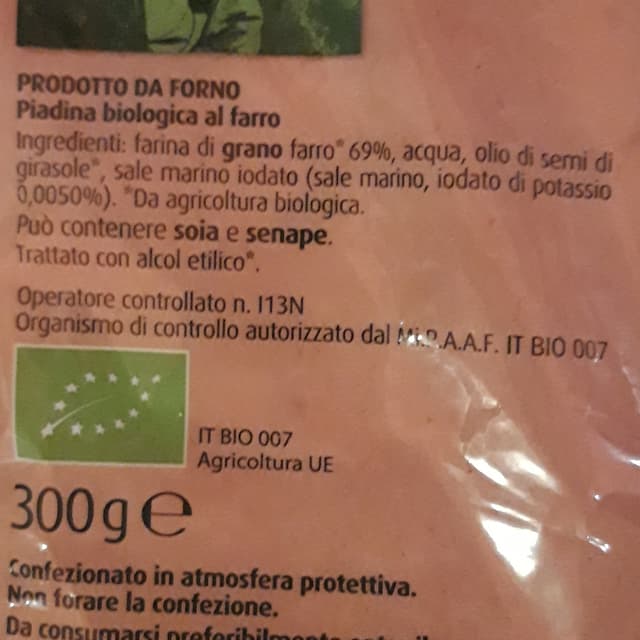 PRODOTTO DA FORNO
Piadina biologica al farro
Ingredienti: farina di grano farro* 69%, acqua, olio di semi di
girasole*, sale marino iodato (sale marino, iodato di potassio
0,0050%). *Da agricoltura biologica.
Può contenere soia e senape.
Trattato con alcol etilico*.
Operatore controllato n. I13N
Organismo di controllo autorizzato dal Mi.P.A.A.F. IT BIO 007
IT BIO 007
Agricoltura UE
300g e
Confezionato in atmosfera protettiva.
Non forare la confezione.
Da consumarsi preferibilmente